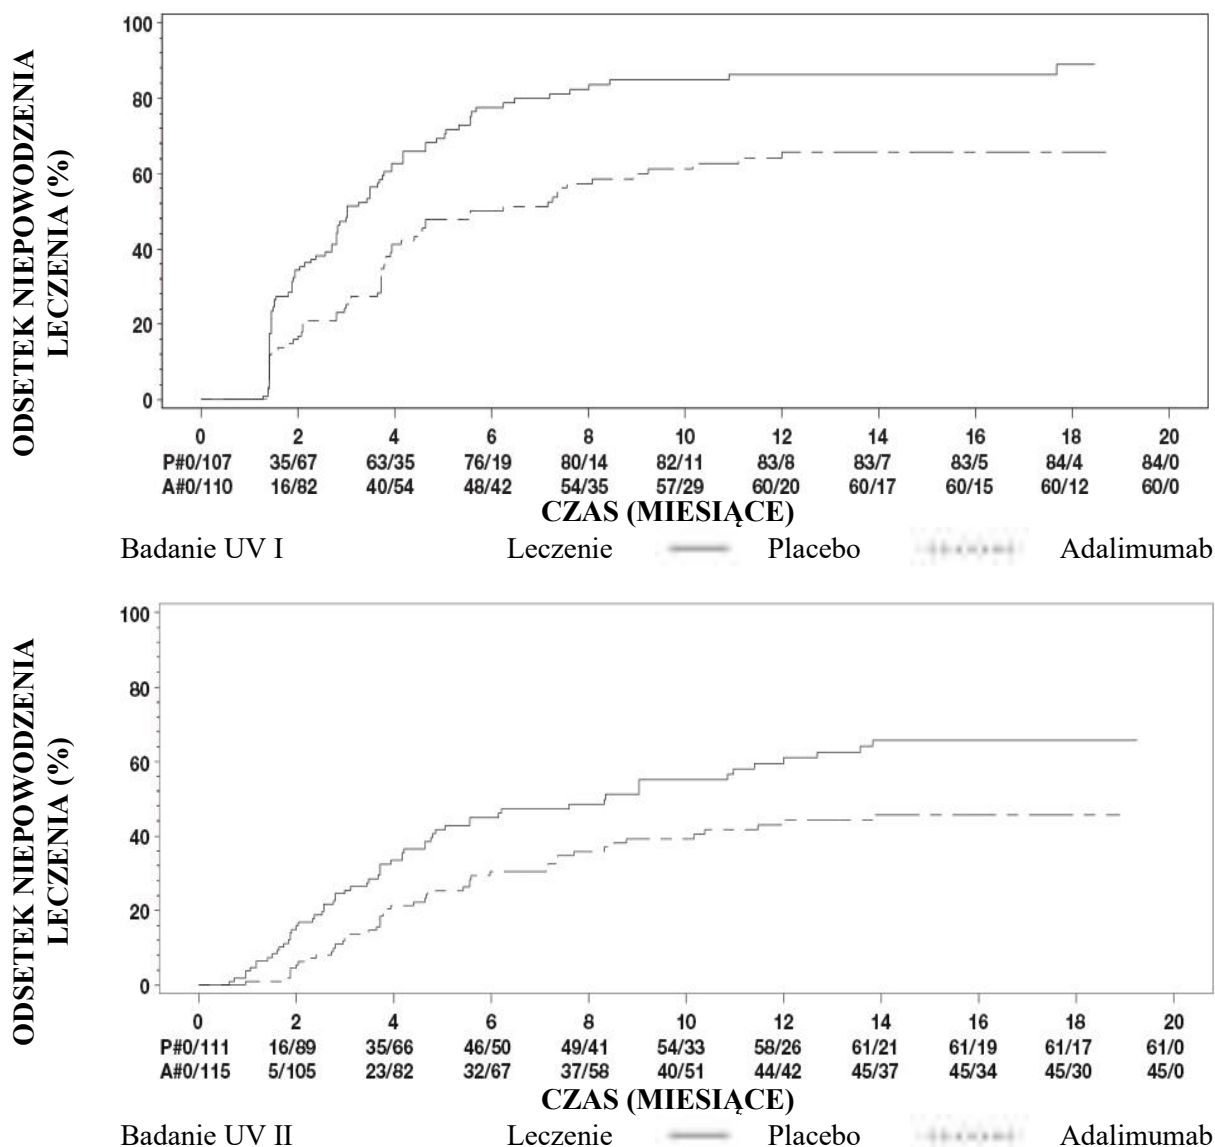 ODSETEK NIEPOWODZENIA
LECZENIA (%)
100
80
60
40
20
0
0 2 4 6 8 10 12 14 16 18 20
P#0/107 35/67 63/35 76/19 80/14 82/11 83/8 83/7 83/5 84/4 84/0
A#0/110 16/82 40/54 48/42 54/35 57/29 60/20 60/17 60/15 60/12 60/0
CZAS (MIESIĄCE)
Badanie UV I Leczenie Placebo Adalimumab
ODSETEK NIEPOWODZENIA
LECZENIA (%)
100
80
60
40
20
0
0 2 4 6 8 10 12 14 16 18 20
P#0/111 16/89 35/66 46/50 49/41 54/33 58/26 61/21 61/19 61/17 61/0
A#0/115 5/105 23/82 32/67 37/58 40/51 44/42 45/37 45/34 45/30 45/0
CZAS (MIESIĄCE)
Badanie UV II Leczenie Placebo Adalimumab